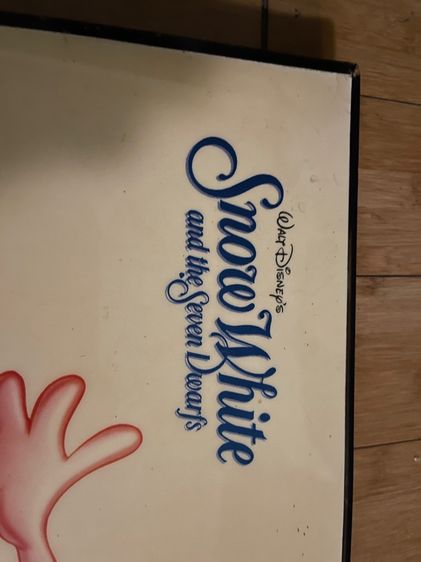 Walt Disney's
Snow White
and the Seven Dwarfs